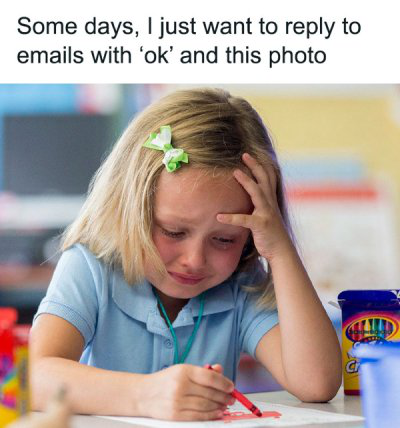 Some days, I just want to reply to
emails with ‘ok’ and this photo